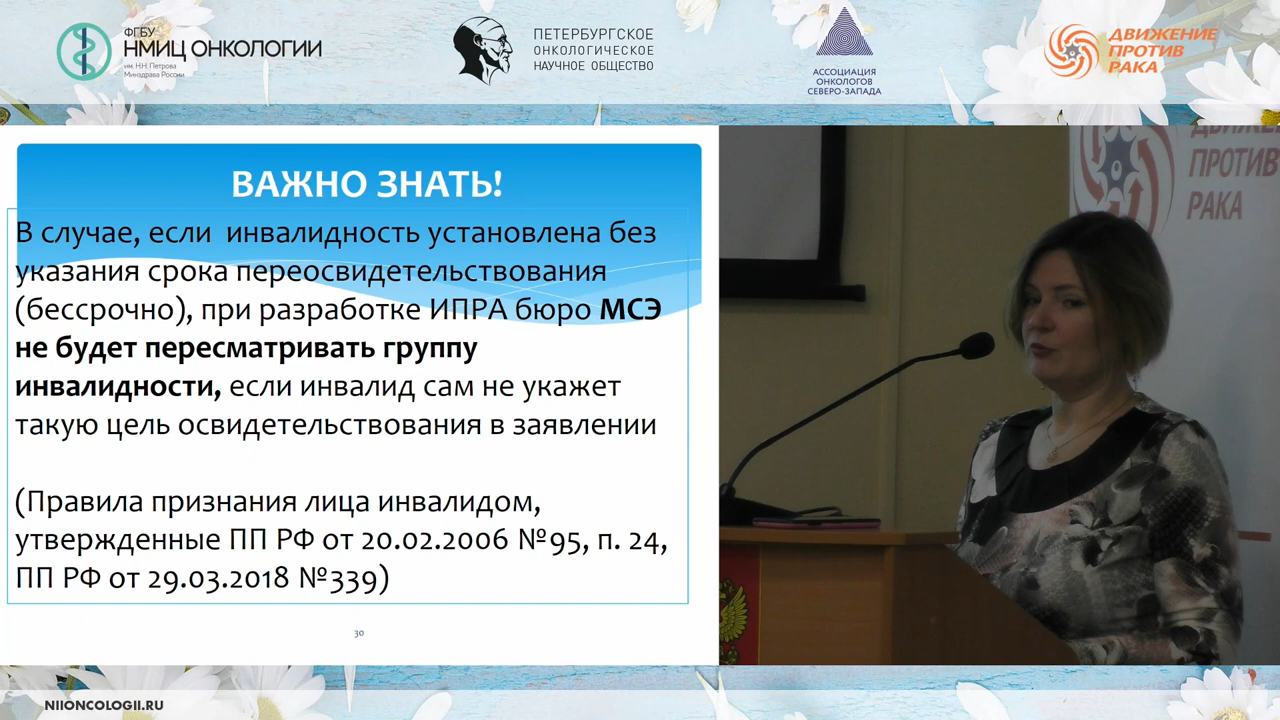 ФГБУ
НМИЦ ОНКОЛОГИИ
им. Н.Н. Петрова
Минздрава России
ПЕТЕРБУРГСКОЕ
ОНКОЛОГИЧЕСКОЕ
НАУЧНОЕ ОБЩЕСТВО
АССОЦИАЦИЯ
ОНКОЛОГОВ
СЕВЕРО-ЗАПАДА
ДВИЖЕНИЕ
ПРОТИВ
РАКА
ВАЖНО ЗНАТЬ!
В случае, если инвалидность установлена без
указания срока переосвидетельствования
(бессрочно), при разработке ИПРА бюро МСЭ
не будет пересматривать группу
инвалидности, если инвалид сам не укажет
такую цель освидетельствования в заявлении
(Правила признания лица инвалидом,
утвержденные ПП РФ от 20.02.2006 №95, п. 24,
ПП РФ от 29.03.2018 №339)
30
ПРОТИВ
РАКА
NIIONCOLOGII.RU